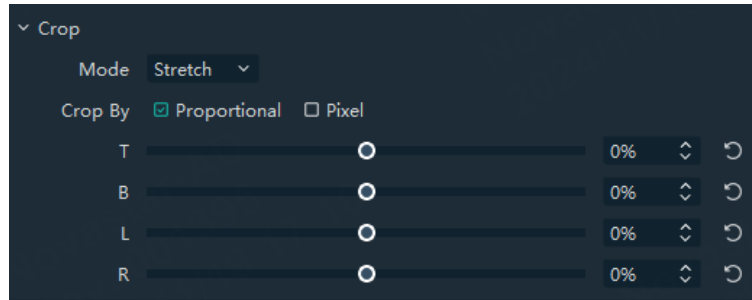 Crop
Mode Stretch
Crop By Proportional Pixel
T 0%
B 0%
L 0%
R 0%